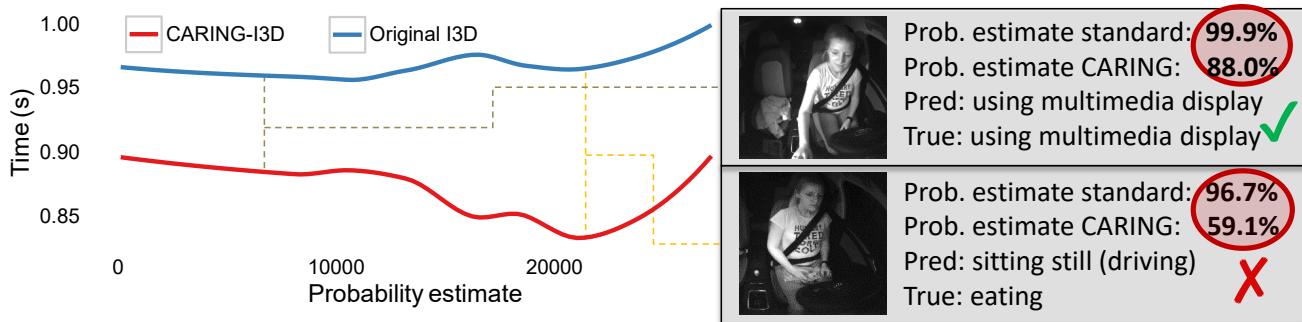 1.00
0.95
0.90
0.85
Time (s)
CARING-I3D
Original I3D
0
10000
20000
Probability estimate
Prob. estimate standard: 99.9%
Prob. estimate CARING: 88.0%
Pred: using multimedia display
True: using multimedia display
Prob. estimate standard: 96.7%
Prob. estimate CARING: 59.1%
Pred: sitting still (driving)
True: eating